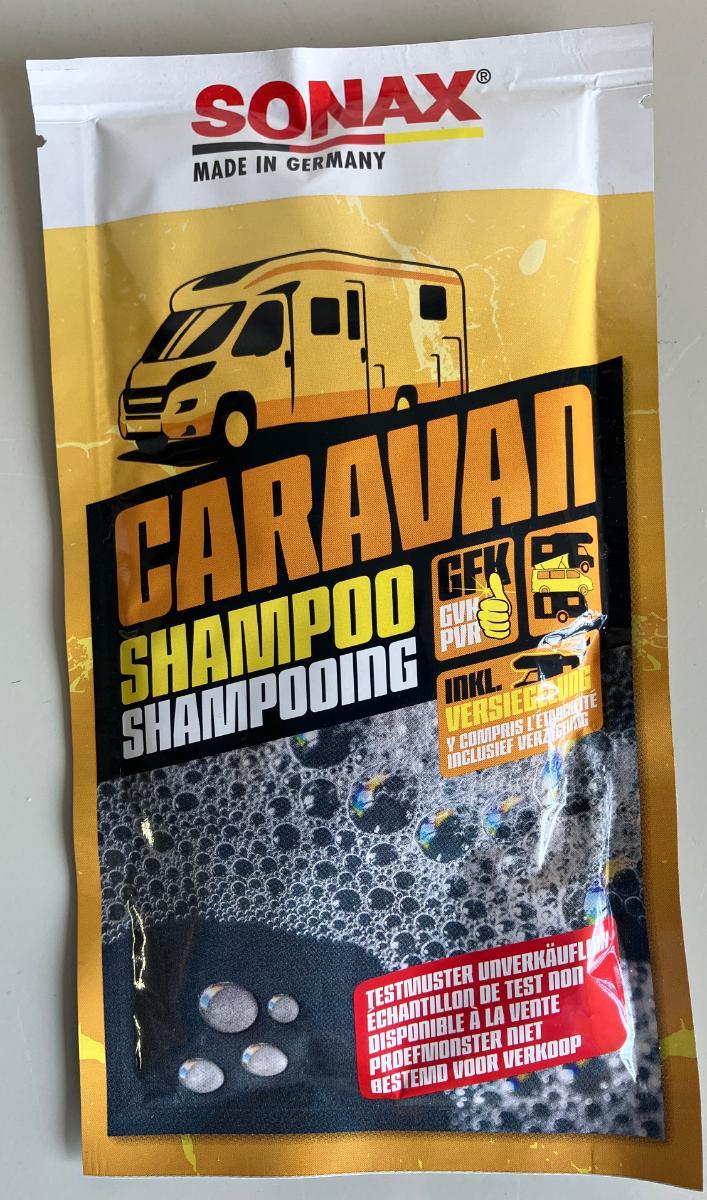 SONAX®
MADE IN GERMANY
CARAVAN
SHAMPOO
SHAMPOOING
GFK
GVK
PVR
INKL.
VERSIEGELUNG
Y COMPRIS L'ÉTANCHÉITÉ
INCLUSIEF VERZEGELING
TESTMUSTER UNVERKÄUFLICH
ÉCHANTILLON DE TEST NON
DISPONIBLE À LA VENTE
PROEFMONSTER NIET
BESTEMD VOOR VERKOOP